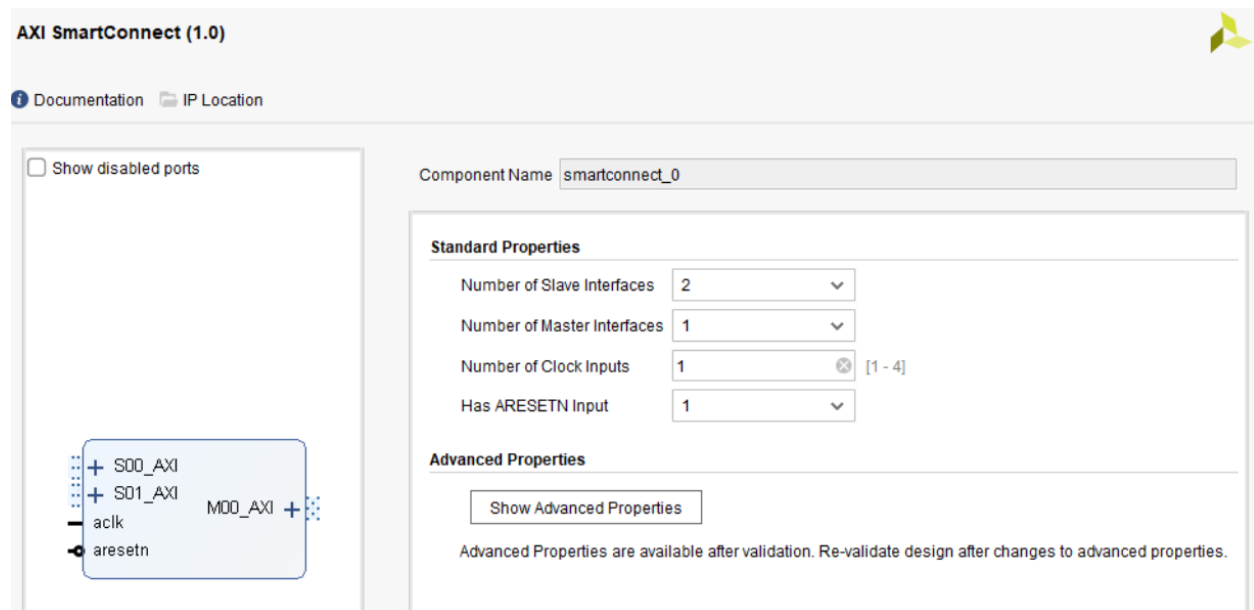 AXI SmartConnect (1.0)
Documentation IP Location
Show disabled ports
S00_AXI
S01_AXI
aclk
aresetn
M00_AXI
Component Name smartconnect_0
Standard Properties
Number of Slave Interfaces 2
Number of Master Interfaces 1
Number of Clock Inputs 1 [1 - 4]
Has ARESETN Input 1
Advanced Properties
Show Advanced Properties
Advanced Properties are available after validation. Re-validate design after changes to advanced properties.